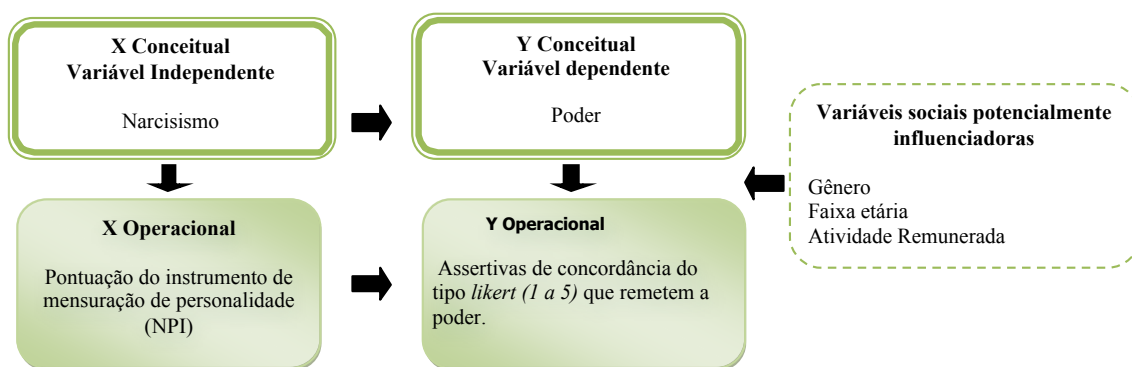 X Conceitual
Variável Independente
Narcisismo
Y Conceitual
Variável dependente
Poder
Variáveis sociais potencialmente
influenciadoras
Gênero
Faixa etária
Atividade Remunerada
X Operacional
Pontuação do instrumento de
mensuração de personalidade
(NPI)
Y Operacional
Assertivas de concordância do
tipo likert (1 a 5) que remetem a
poder.